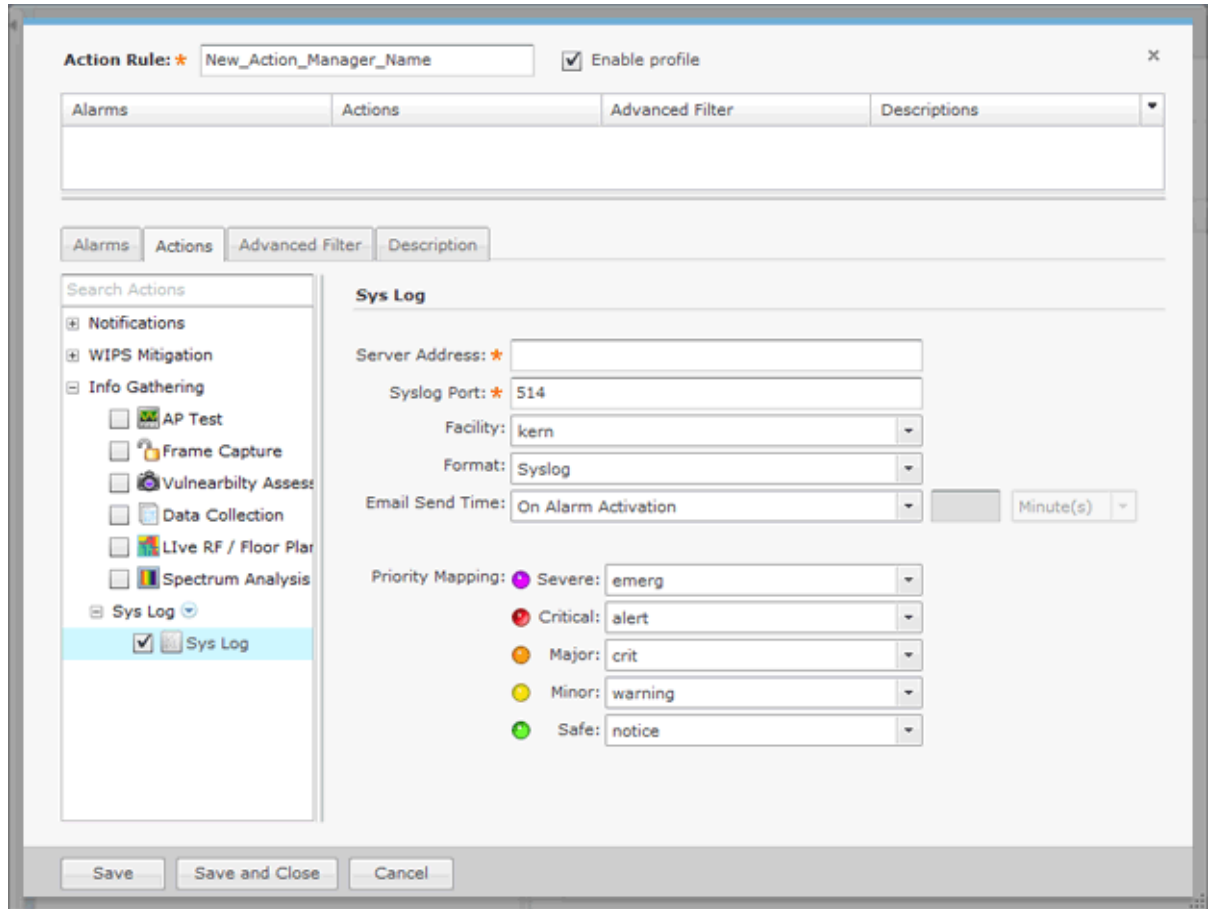 Action Rule: * New_Action_Manager_Name Enable profile
Alarms Actions Advanced Filter Descriptions
Alarms Actions Advanced Filter Description
Search Actions
Notifications
WIPS Mitigation
Info Gathering
AP Test
Frame Capture
Vulnearbilty Assess
Data Collection
LIve RF / Floor Plan
Spectrum Analysis
Sys Log
Sys Log
Sys Log
Server Address: *
Syslog Port: * 514
Facility: kern
Format: Syslog
Email Send Time: On Alarm Activation Minute(s)
Priority Mapping: Severe: emerg
Critical: alert
Major: crit
Minor: warning
Safe: notice
Save Save and Close Cancel